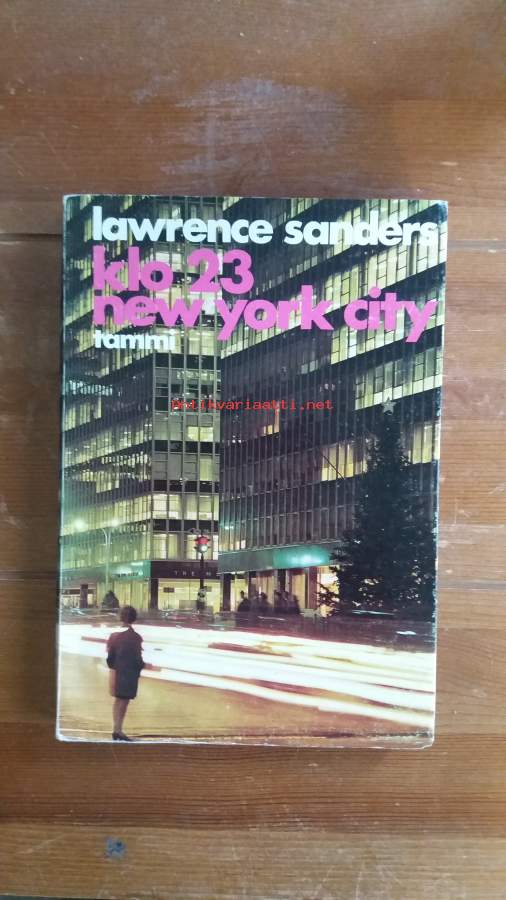 lawrence sanders
klo 23
new york city
tammi
Antikvariaatti.net